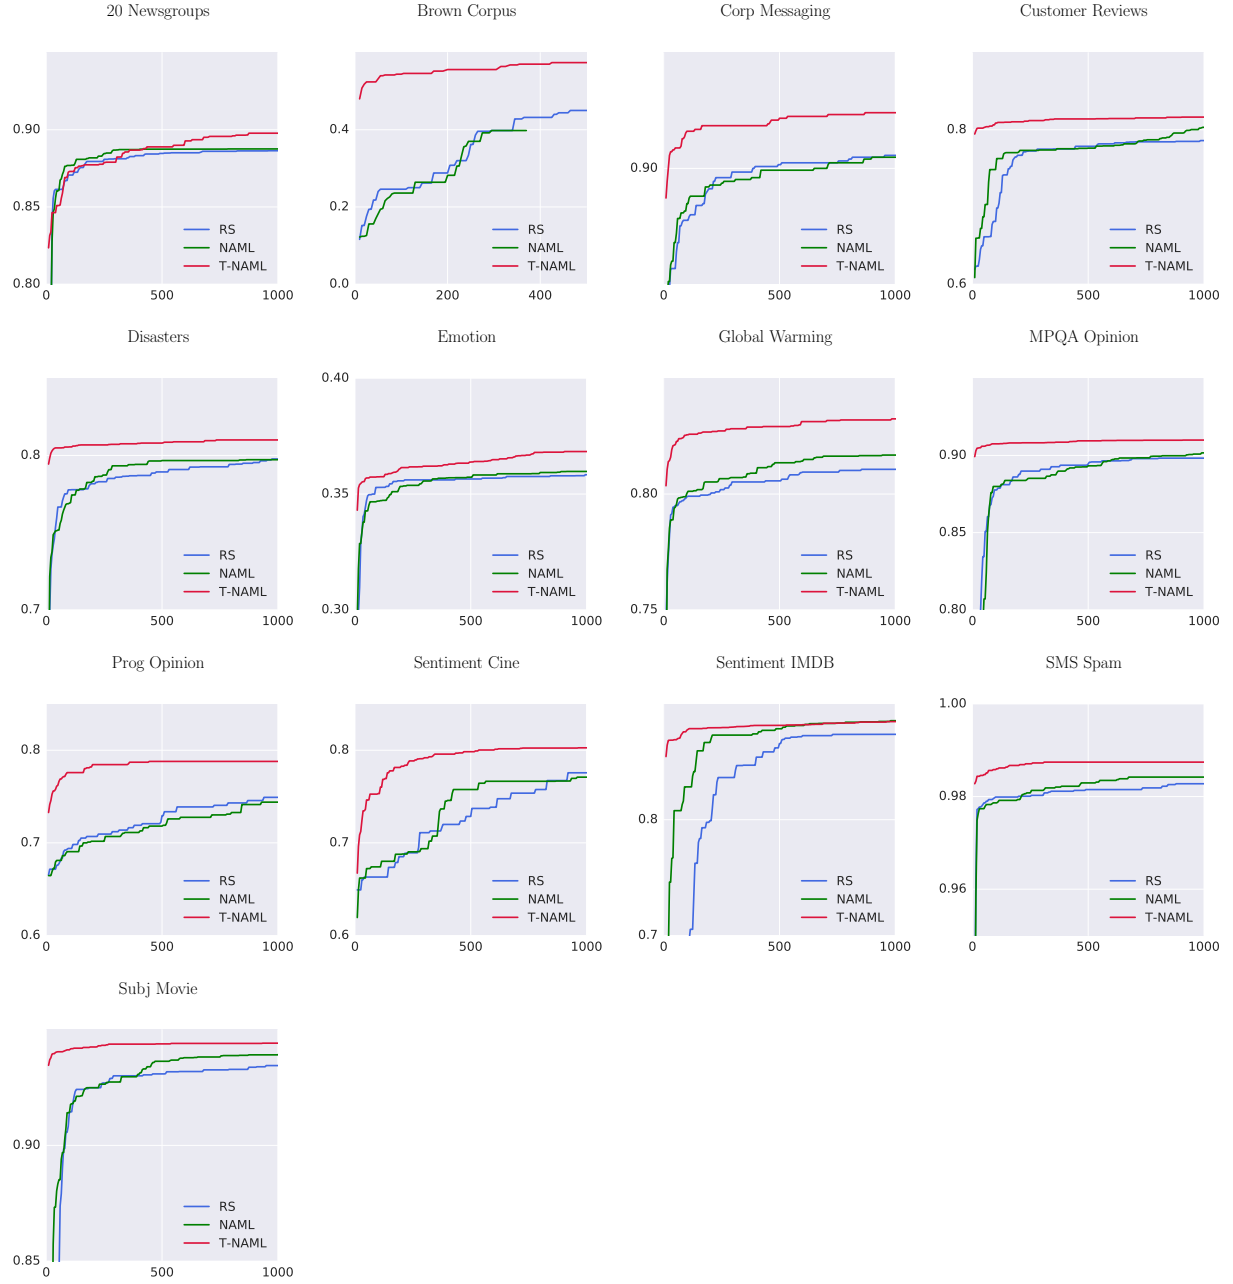 20 Newsgroups
0.90
0.85
0.80
0 500 1000
RS
NAML
T-NAML
Brown Corpus
0.4
0.2
0.0
0 200 400
RS
NAML
T-NAML
Corp Messaging
0.90
0 500 1000
RS
NAML
T-NAML
Customer Reviews
0.8
0.6
0 500 1000
RS
NAML
T-NAML
Disasters
0.8
0.7
0 500 1000
RS
NAML
T-NAML
Emotion
0.40
0.35
0.30
0 500 1000
RS
NAML
T-NAML
Global Warming
0.80
0.75
0 500 1000
RS
NAML
T-NAML
MPQA Opinion
0.90
0.85
0.80
0 500 1000
RS
NAML
T-NAML
Prog Opinion
0.8
0.7
0.6
0 500 1000
RS
NAML
T-NAML
Sentiment Cine
0.8
0.7
0.6
0 500 1000
RS
NAML
T-NAML
Sentiment IMDB
0.8
0.7
0 500 1000
RS
NAML
T-NAML
SMS Spam
1.00
0.98
0.96
0 500 1000
RS
NAML
T-NAML
Subj Movie
0.90
0.85
0 500 1000
RS
NAML
T-NAML